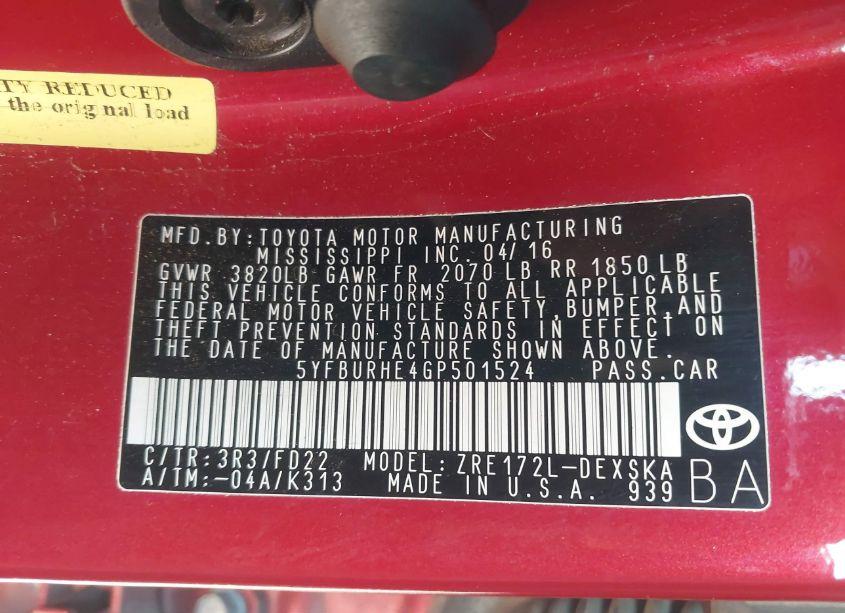 TY REDUCED
the original load
MFD.BY:TOYOTA MOTOR MANUFACTURING
MISSISSIPPI INC. 04/16
GVWR 3820LB GAWR FR 2070 LB RR 1850 LB
THIS VEHICLE CONFORMS TO ALL APPLICABLE
FEDERAL MOTOR VEHICLE SAFETY,BUMPER,AND
THEFT PREVENTION STANDARDS IN EFFECT ON
THE DATE OF MANUFACTURE SHOWN ABOVE.
5YFBURHE4GP501524 PASS.CAR
C/TR:3R3/FD22 MODEL: ZRE172L-DEXSKA
A/TM:-04A/K313 MADE IN U.S.A. 939
BA